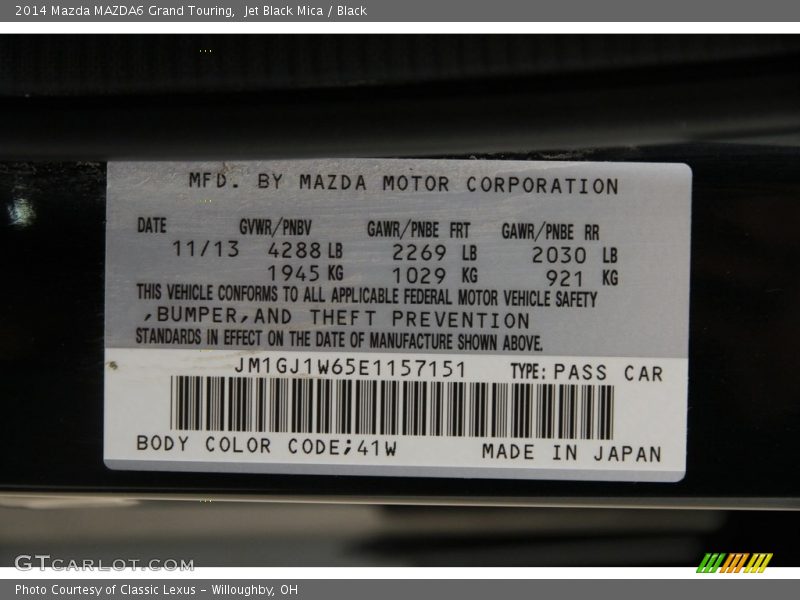 2014 Mazda MAZDA6 Grand Touring, Jet Black Mica / Black
MFD. BY MAZDA MOTOR CORPORATION
DATE GVWR/PNBV GAWR/PNBE FRT GAWR/PNBE RR
11/13 4288 LB 2269 LB 2030 LB
1945 KG 1029 KG 921 KG
THIS VEHICLE CONFORMS TO ALL APPLICABLE FEDERAL MOTOR VEHICLE SAFETY
,BUMPER,AND THEFT PREVENTION
STANDARDS IN EFFECT ON THE DATE OF MANUFACTURE SHOWN ABOVE.
JM1GJ1W65E1157151 TYPE: PASS CAR
BODY COLOR CODE;41W MADE IN JAPAN
GTCARLOT.COM
Photo Courtesy of Classic Lexus - Willoughby, OH